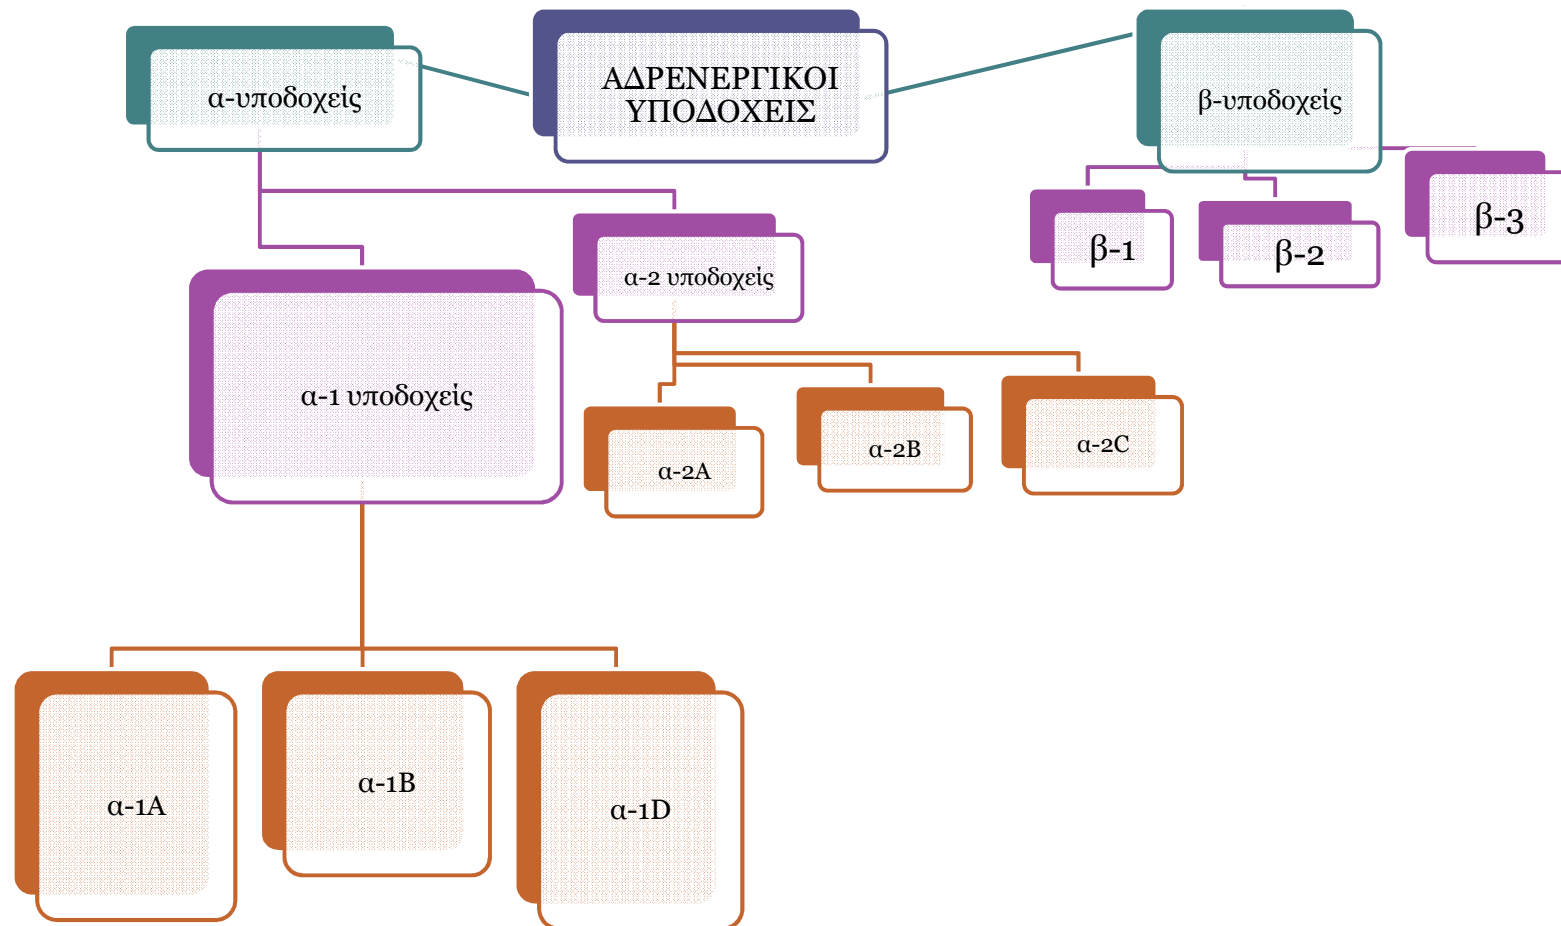 ΑΔΡΕΝΕΡΓΙΚΟΙ
ΥΠΟΔΟΧΕΙΣ
α-υποδοχείς
β-υποδοχείς
α-1 υποδοχείς
α-2 υποδοχείς
β-1
β-2
β-3
α-2A
α-2B
α-2C
α-1A
α-1B
α-1D